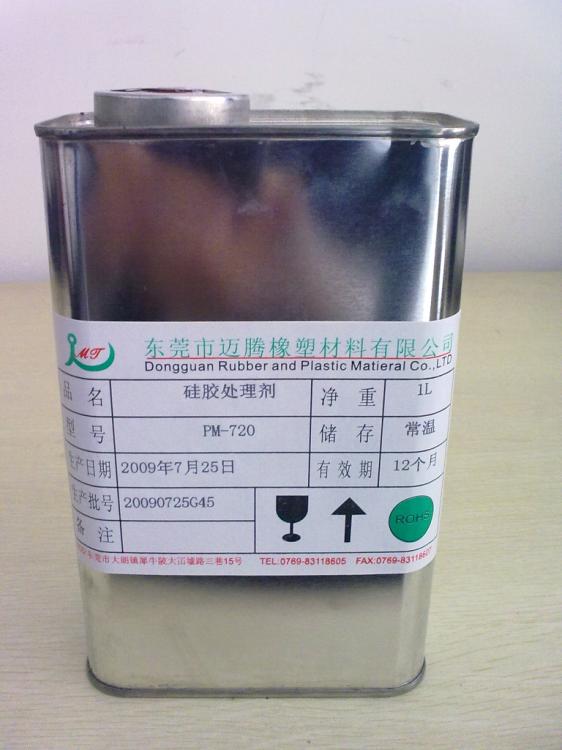 MT
东莞市迈腾橡塑材料有限公司
Dongguan Rubber and Plastic Matieral Co.,LTD
品 名 硅胶处理剂 净 重 1L
型 号 PM-720 储 存 常温
生产日期 2009年7月25日 有效期 12个月
生产批号 20090725G45
备 注
ROHS
东莞市大朗镇犀牛陂大冚墟路三巷15号 TEL:0769-83118605 FAX:0769-83118607